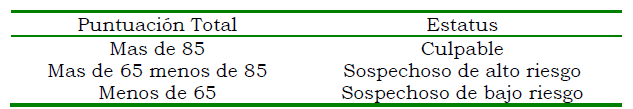 Puntuación Total Estatus
Mas de 85 Culpable
Mas de 65 menos de 85 Sospechoso de alto riesgo
Menos de 65 Sospechoso de bajo riesgo